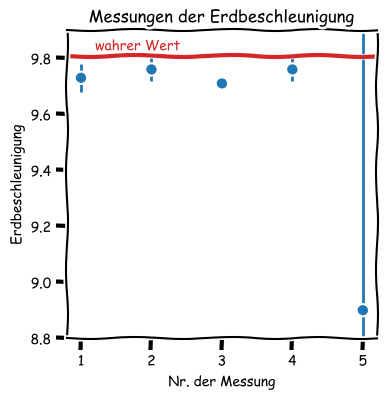 Messungen der Erdbeschleunigung
wahrer Wert
9.8
9.6
9.4
9.2
9.0
8.8
Erdbeschleunigung
1 2 3 4 5
Nr. der Messung